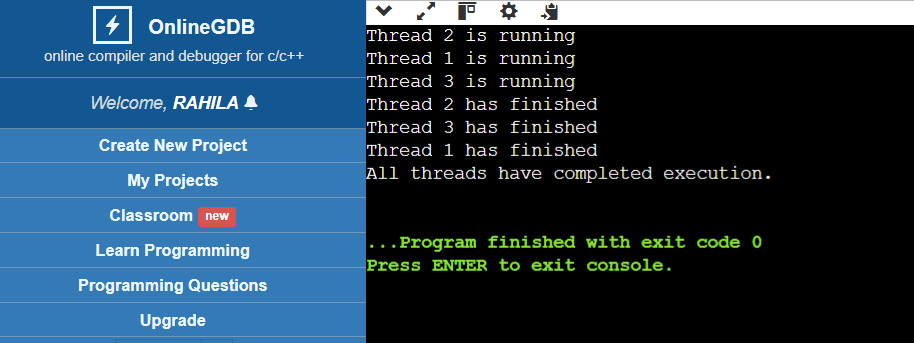 OnlineGDB
online compiler and debugger for c/c++
Welcome, RAHILA
Create New Project
My Projects
Classroom new
Learn Programming
Programming Questions
Upgrade
Thread 2 is running
Thread 1 is running
Thread 3 is running
Thread 2 has finished
Thread 3 has finished
Thread 1 has finished
All threads have completed execution.
...Program finished with exit code 0
Press ENTER to exit console.